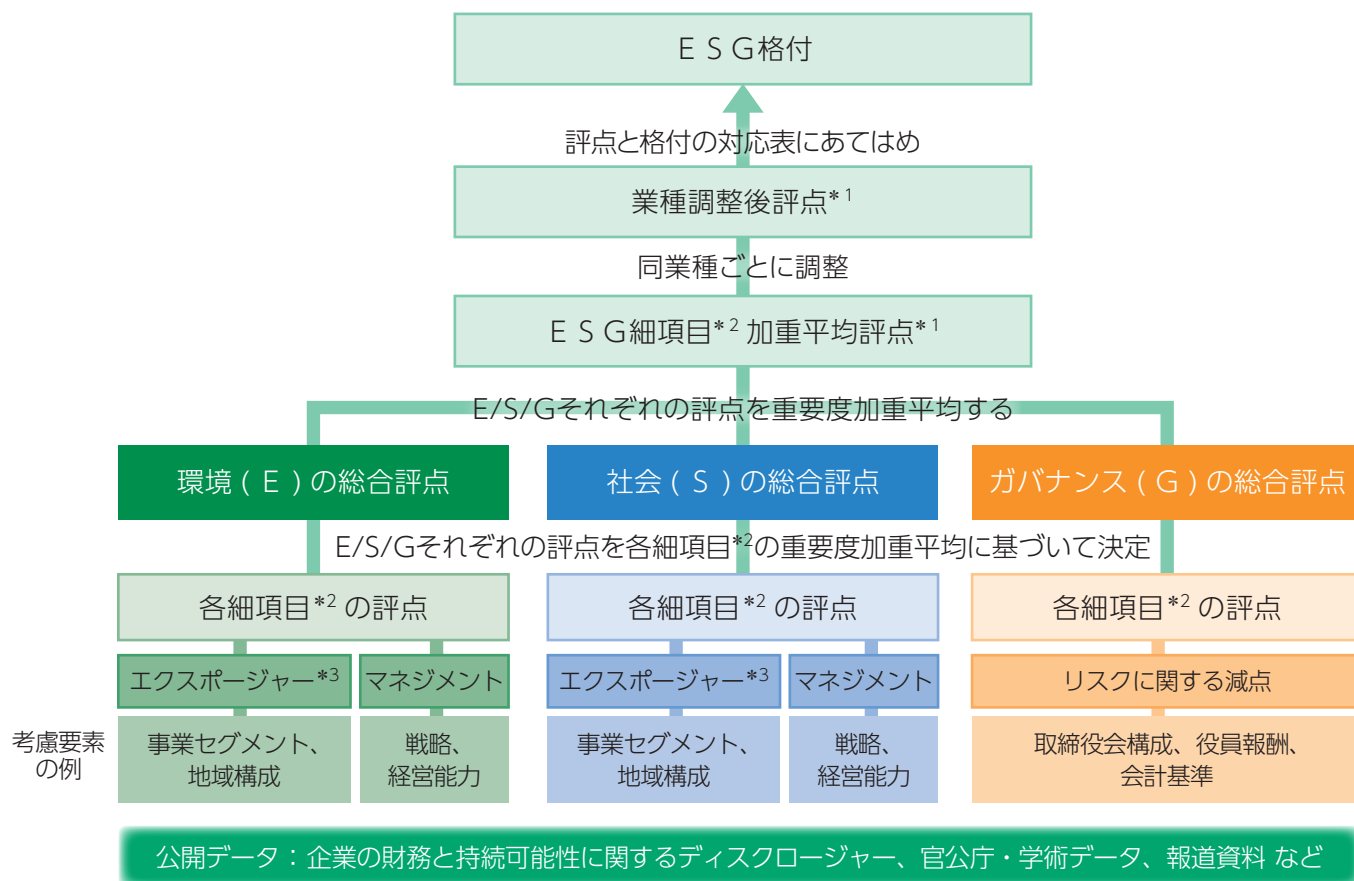 ＥＳＧ格付
評点と格付の対応表にあてはめ
業種調整後評点*1
同業種ごとに調整
ＥＳＧ細項目*2 加重平均評点*1
E/S/Gそれぞれの評点を重要度加重平均する
環境(Ｅ)の総合評点
社会(Ｓ)の総合評点
ガバナンス(Ｇ)の総合評点
E/S/Gそれぞれの評点を各細項目*2の重要度加重平均に基づいて決定
各細項目*2 の評点
各細項目*2 の評点
各細項目*2 の評点
エクスポージャー*3
マネジメント
エクスポージャー*3
マネジメント
リスクに関する減点
考慮要素
の例
事業セグメント、
地域構成
戦略、
経営能力
事業セグメント、
地域構成
戦略、
経営能力
取締役会構成、役員報酬、
会計基準
公開データ：企業の財務と持続可能性に関するディスクロージャー、官公庁・学術データ、報道資料 など